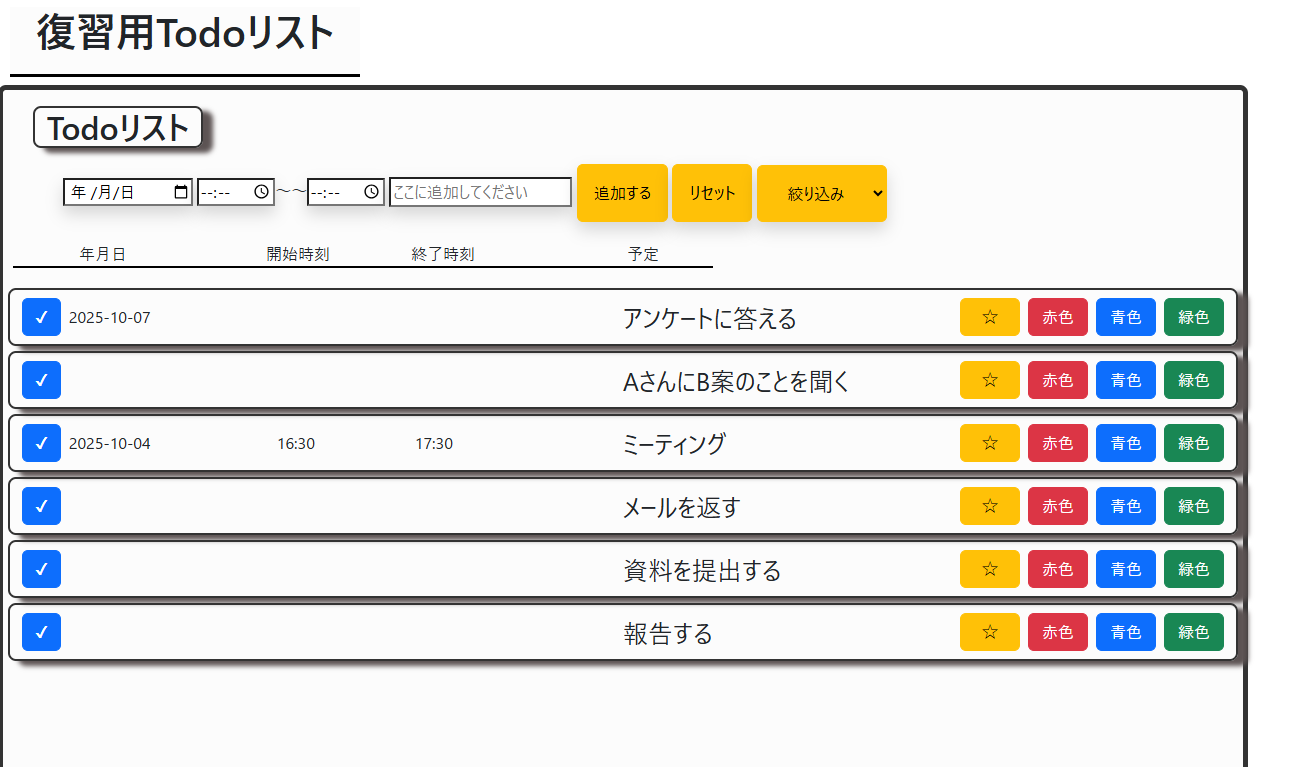 復習用Todoリスト
Todoリスト
年 /月/日 --:-- ～～ --:-- ここに追加してください 追加する リセット 絞り込み
年月日 開始時刻 終了時刻 予定
✓ 2025-10-07 アンケートに答える ☆ 赤色 青色 緑色
✓ AさんにB案のことを聞く ☆ 赤色 青色 緑色
✓ 2025-10-04 16:30 17:30 ミーティング ☆ 赤色 青色 緑色
✓ メールを返す ☆ 赤色 青色 緑色
✓ 資料を提出する ☆ 赤色 青色 緑色
✓ 報告する ☆ 赤色 青色 緑色